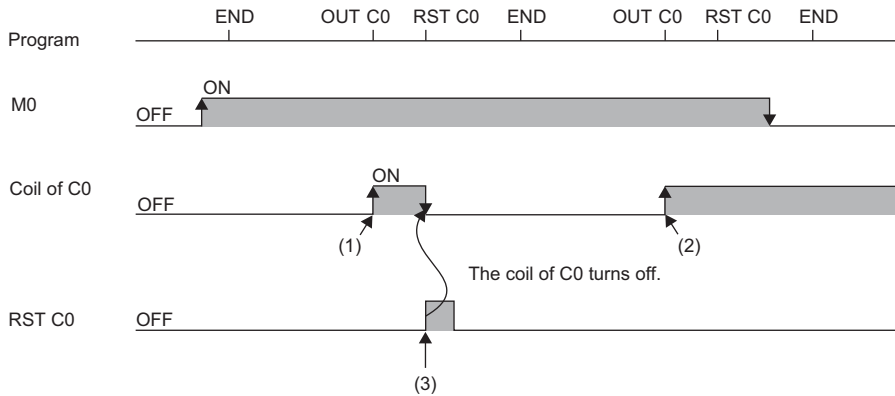 END OUT C0 RST C0 END OUT C0 RST C0 END
Program
ON
M0
OFF
Coil of C0
ON
OFF
(1)
(2)
The coil of C0 turns off.
RST C0
OFF
(3)